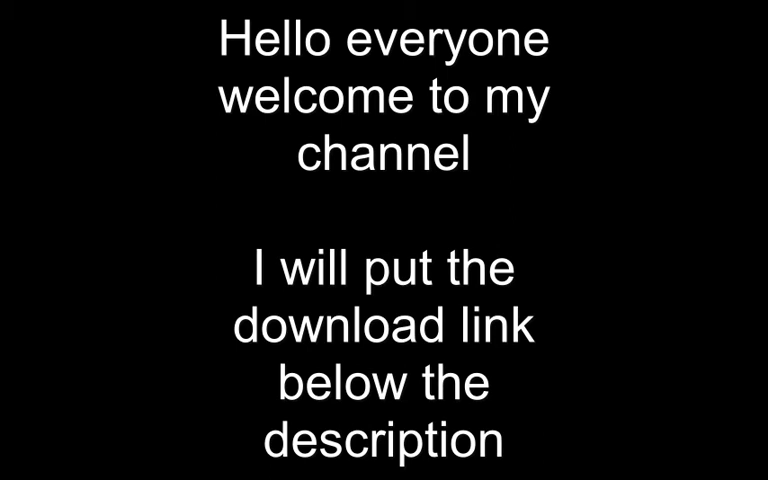 Hello everyone
welcome to my
channel
I will put the
download link
below the
description